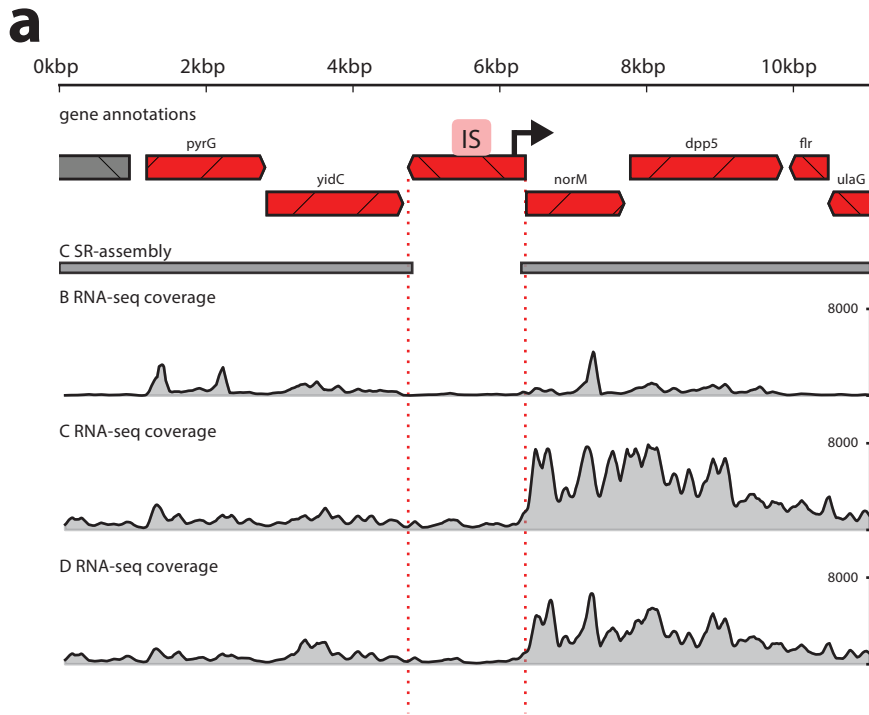 a
0kbp 2kbp 4kbp 6kbp 8kbp 10kbp
gene annotations
IS
pyrG dpp5 flr
yidC norM ulaG
C SR-assembly
B RNA-seq coverage
8000
C RNA-seq coverage
8000
D RNA-seq coverage
8000